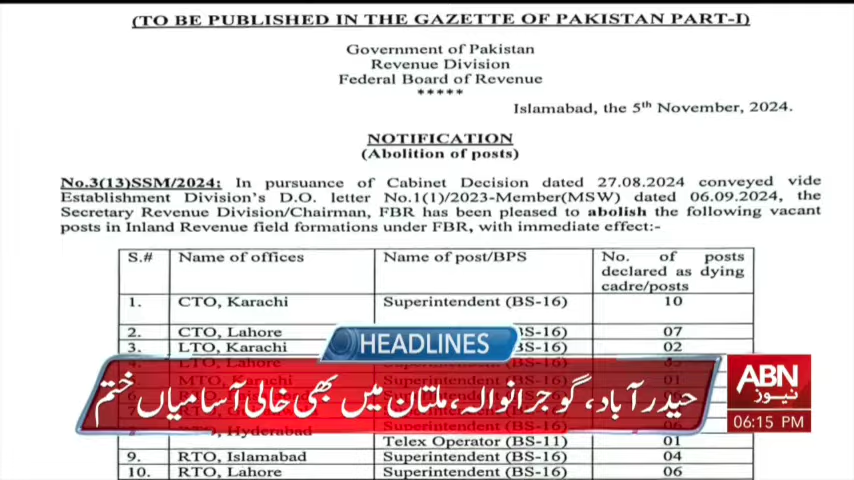 (TO BE PUBLISHED IN THE GAZETTE OF PAKISTAN PART-I)
Government of Pakistan
Revenue Division
Federal Board of Revenue
*****
Islamabad, the 5th November, 2024.
NOTIFICATION
(Abolition of posts)
No.3(13)SSM/2024: In pursuance of Cabinet Decision dated 27.08.2024 conveyed vide
Establishment Division's D.O. letter No.1(1)/2023-Member(MSW) dated 06.09.2024, the
Secretary Revenue Division/Chairman, FBR has been pleased to abolish the following vacant
posts in Inland Revenue field formations under FBR, with immediate effect:-
S.# Name of offices Name of post/BPS No. of posts
declared as dying
cadre/posts
1. CTO, Karachi Superintendent (BS-16) 10
2. CTO, Lahore BS-16) 07
3. LTO, Karachi BS-16) 02
HEADLINES
حیدرآباد، گوجرانوالہ، ملتان میں بھی خالی آسامیاں ختم
ABN
نیوز
06:15 PM
Hyderabad
Telex Operator (BS-11) 01
9. RTO, Islamabad Superintendent (BS-16) 04
10. RTO, Lahore Superintendent (BS-16) 06